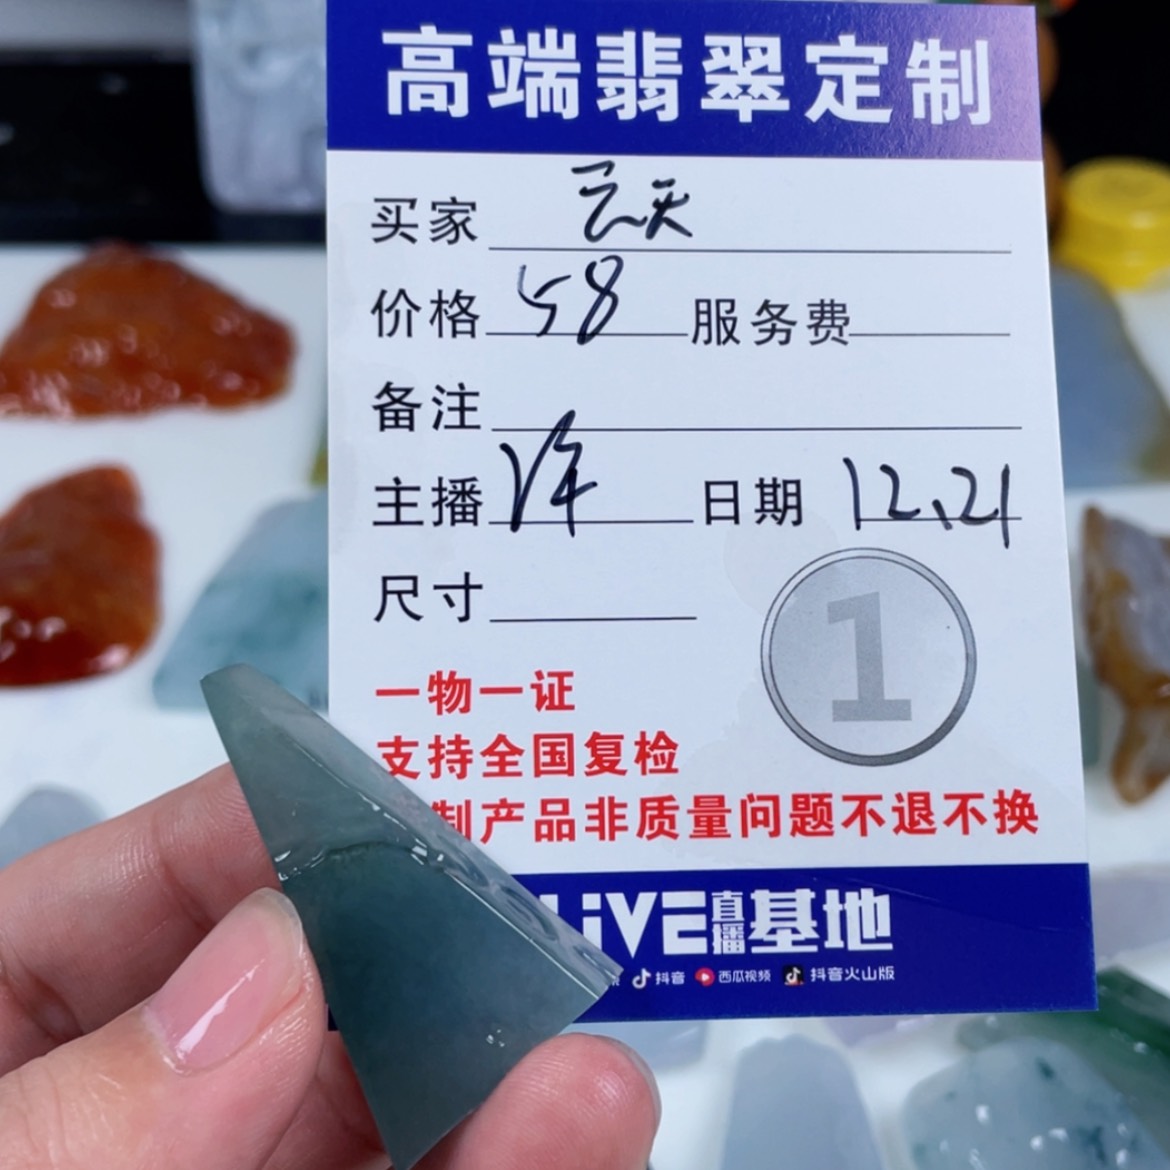 高端翡翠定制
买家 云天
价格 58 服务费
备注
主播 许 日期 12.21
尺寸
1
一物一证
支持全国复检
制产品非质量问题不退不换
LiVE直播基地
抖音 西瓜视频 抖音火山版